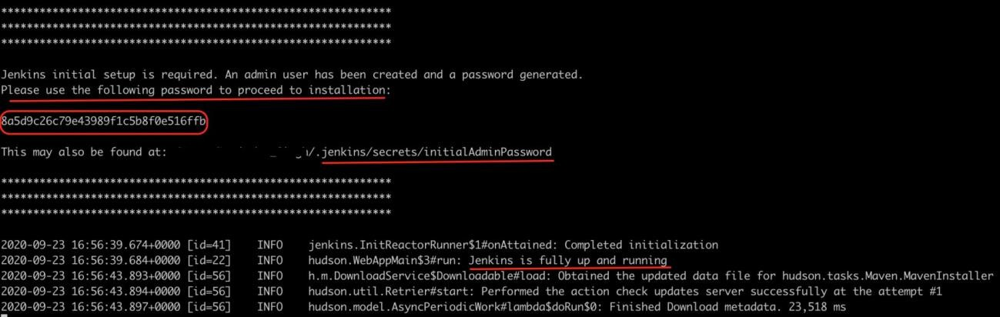 *************************************************************
*************************************************************
*************************************************************
Jenkins initial setup is required. An admin user has been created and a password generated.
Please use the following password to proceed to installation:
8a5d9c26c79e43989f1c5b8f0e516ffb
This may also be found at: /.jenkins/secrets/initialAdminPassword
*************************************************************
*************************************************************
*************************************************************
2020-09-23 16:56:39.674+0000 [id=41] INFO jenkins.InitReactorRunner$1#onAttained: Completed initialization
2020-09-23 16:56:39.684+0000 [id=22] INFO hudson.WebAppMain$3#run: Jenkins is fully up and running
2020-09-23 16:56:43.893+0000 [id=56] INFO h.m.DownloadService$Downloadable#load: Obtained the updated data file for hudson.tasks.Maven.MavenInstaller
2020-09-23 16:56:43.894+0000 [id=56] INFO hudson.util.Retrier#start: Performed the action check updates server successfully at the attempt #1
2020-09-23 16:56:43.897+0000 [id=56] INFO hudson.model.AsyncPeriodicWork#lambda$doRun$0: Finished Download metadata. 23,518 ms